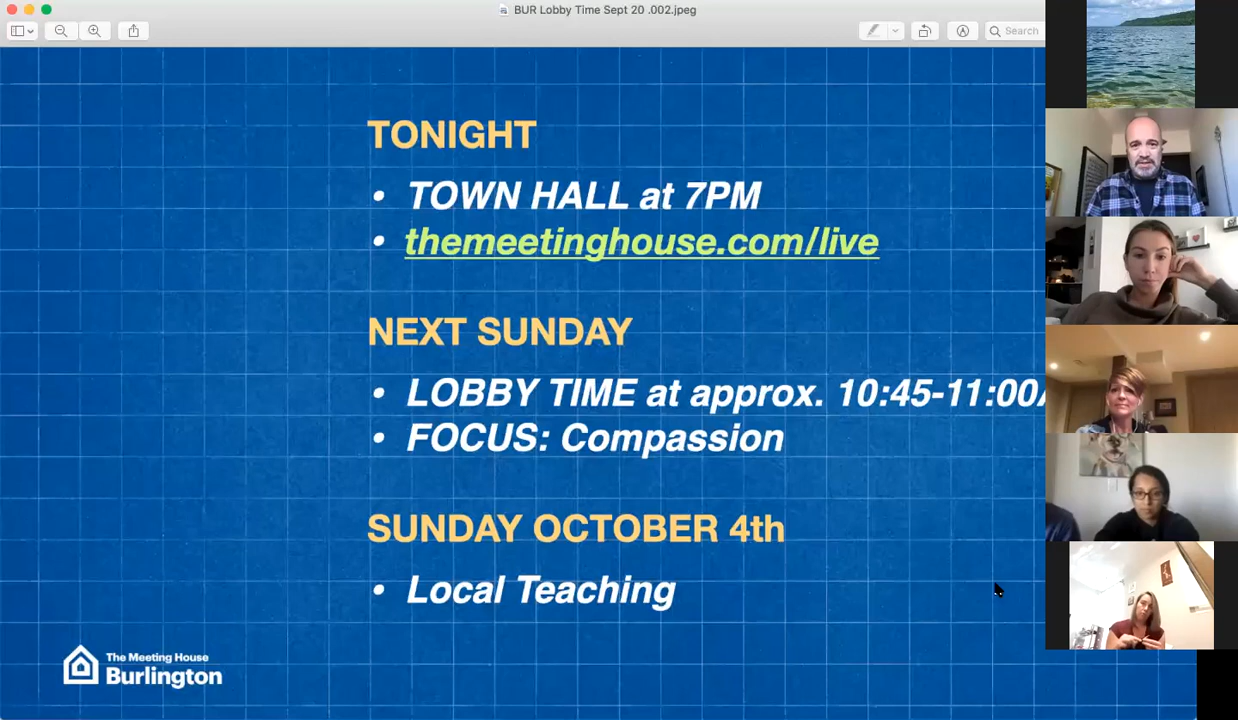 BUR Lobby Time Sept 20 .002.jpeg
Search
TONIGHT
• TOWN HALL at 7PM
• themeetinghouse.com/live
NEXT SUNDAY
• LOBBY TIME at approx. 10:45-11:00
• FOCUS: Compassion
SUNDAY OCTOBER 4th
• Local Teaching
The Meeting House
Burlington